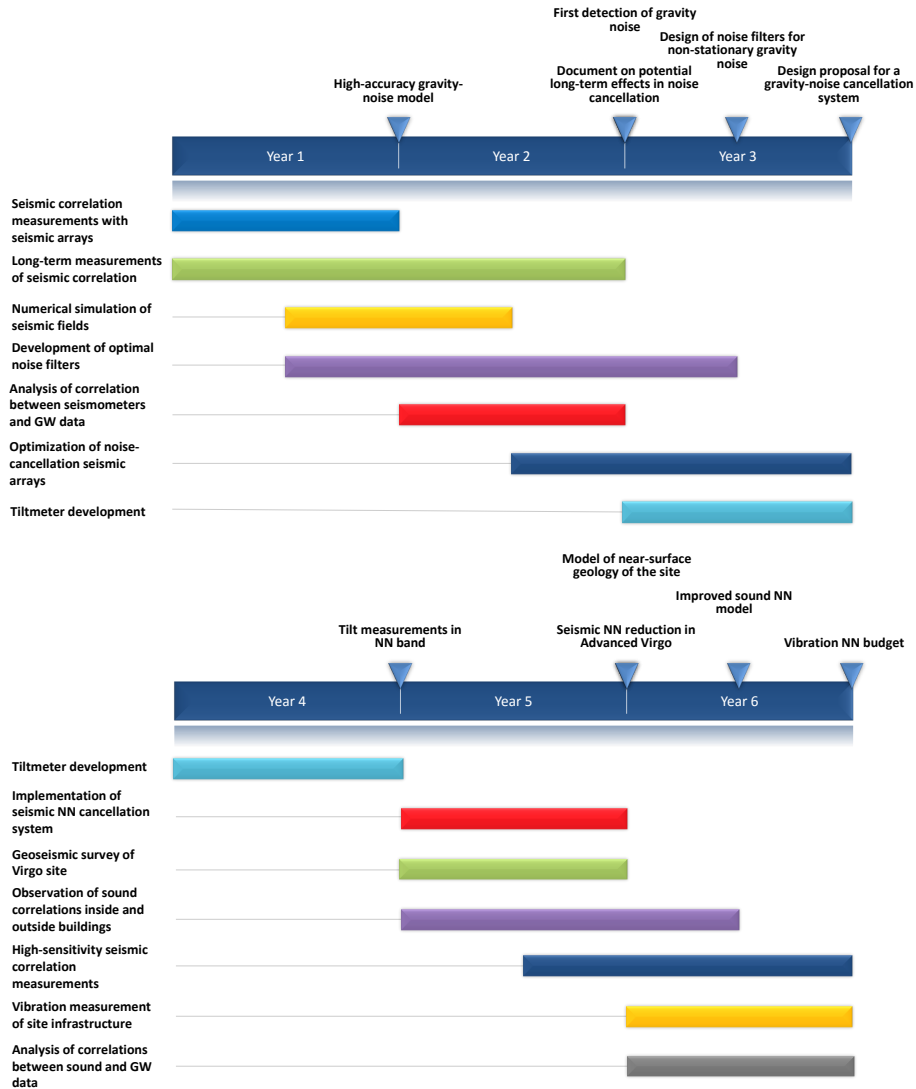 First detection of gravity
noise
Design of noise filters for
non-stationary gravity
noise
High-accuracy gravity-
noise model
Document on potential
long-term effects in noise
cancellation
Design proposal for a
gravity-noise cancellation
system
Year 1
Year 2
Year 3
Seismic correlation
measurements with
seismic arrays
Long-term measurements
of seismic correlation
Numerical simulation of
seismic fields
Development of optimal
noise filters
Analysis of correlation
between seismometers
and GW data
Optimization of noise-
cancellation seismic
arrays
Tiltmeter development
Model of near-surface
geology of the site
Improved sound NN
model
Tilt measurements in
NN band
Seismic NN reduction in
Advanced Virgo
Vibration NN budget
Year 4
Year 5
Year 6
Tiltmeter development
Implementation of
seismic NN cancellation
system
Geoseismic survey of
Virgo site
Observation of sound
correlations inside and
outside buildings
High-sensitivity seismic
correlation
measurements
Vibration measurement
of site infrastructure
Analysis of correlations
between sound and GW
data